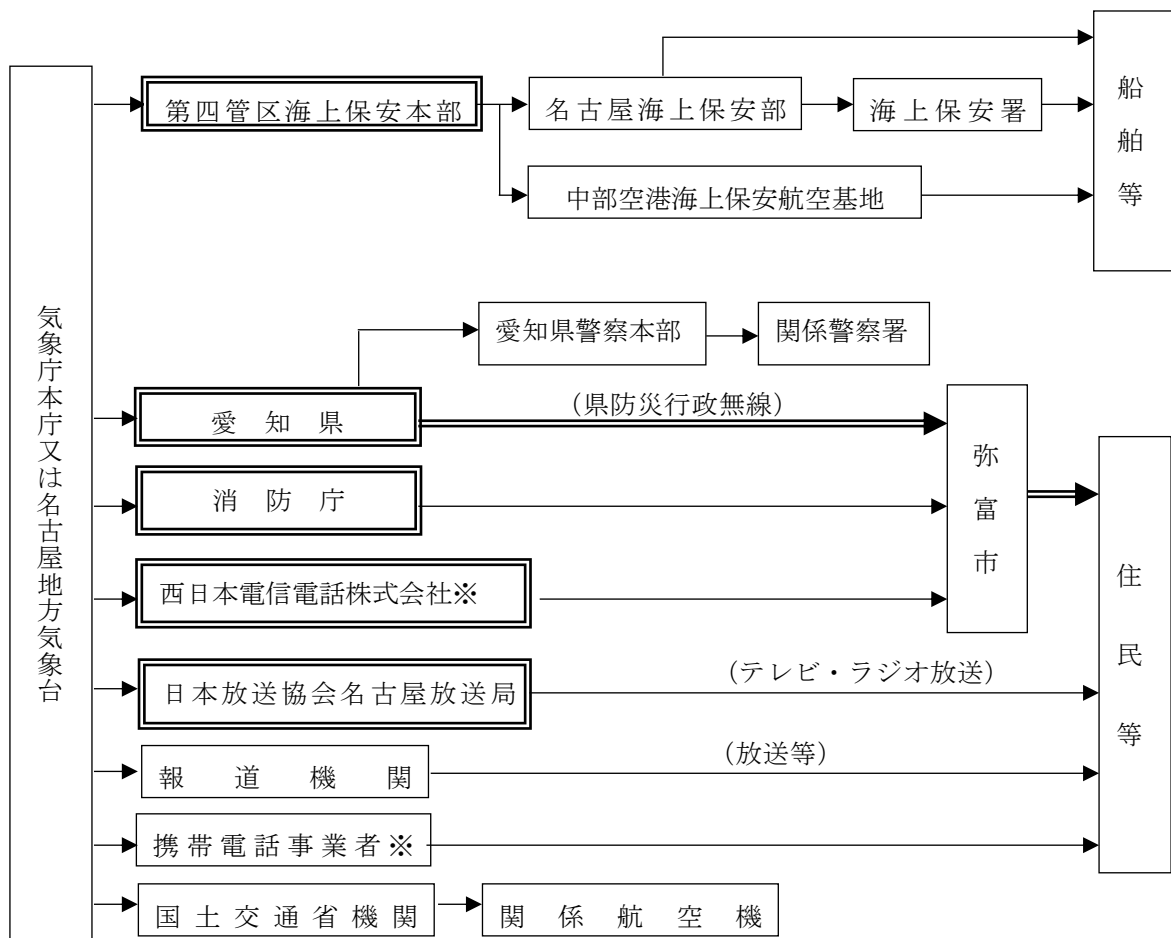 気象庁本庁又は名古屋地方気象台
第四管区海上保安本部
名古屋海上保安部
海上保安署
船舶等
中部空港海上保安航空基地
愛知県警察本部
関係警察署
愛知県
（県防災行政無線）
弥富市
消防庁
西日本電信電話株式会社※
住民等
日本放送協会名古屋放送局
（テレビ・ラジオ放送）
報道機関
（放送等）
携帯電話事業者※
国土交通省機関
関係航空機